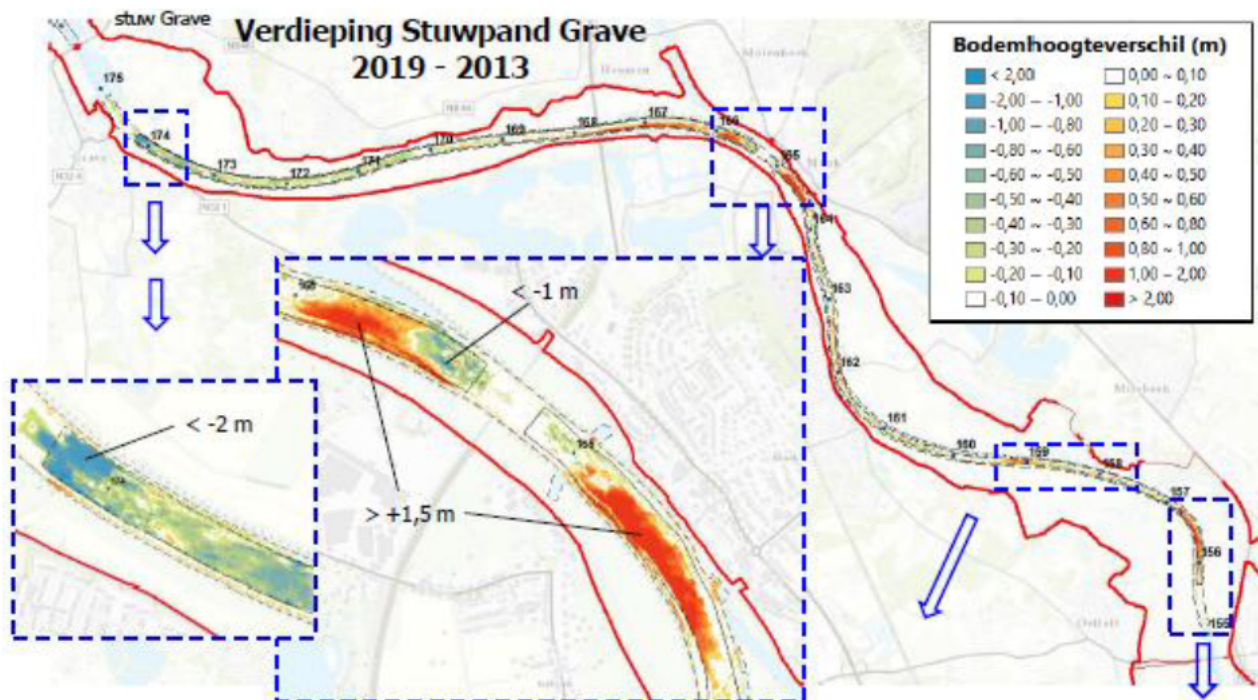 stuw Grave
Verdieping Stuwpand Grave
2019 - 2013
Bodemhoogteverschil (m)
< 2,00
-2,00 – -1,00
-1,00 – -0,80
-0,80 ~ -0,60
-0,60 ~ -0,50
-0,50 ~ -0,40
-0,40 ~ -0,30
-0,30 ~ -0,20
-0,20 ~ -0,10
-0,10 – 0,00
0,00 ~ 0,10
0,10 ~ 0,20
0,20 ~ 0,30
0,30 ~ 0,40
0,40 ~ 0,50
0,50 ~ 0,60
0,60 ~ 0,80
0,80 ~ 1,00
1,00 – 2,00
> 2,00
175
174
173
172
171
170
169
168
167
166
165
164
163
162
161
160
159
158
157
156
155
< -1 m
> +1,5 m
< -2 m